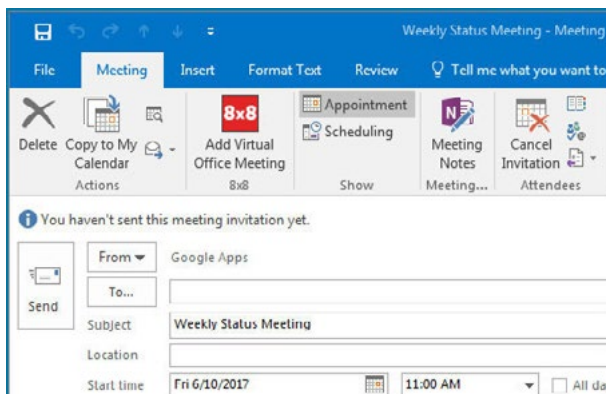 Weekly Status Meeting - Meeting
File Meeting Insert Format Text Review Tell me what you want to
Delete
Copy to My Calendar
Actions
8x8
Add Virtual Office Meeting
8x8
Appointment
Scheduling
Show
N
Meeting Notes
Meeting...
Cancel Invitation
Attendees
You haven't sent this meeting invitation yet.
Send
From Google Apps
To...
Subject Weekly Status Meeting
Location
Start time Fri 6/10/2017 11:00 AM All da